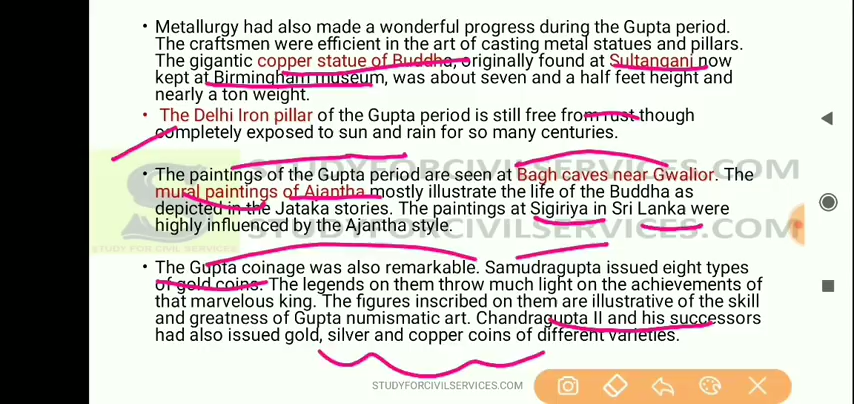 • Metallurgy had also made a wonderful progress during the Gupta period.
The craftsmen were efficient in the art of casting metal statues and pillars.
The gigantic copper statue of Buddha, originally found at Sultanganj now
kept at Birmingham museum, was about seven and a half feet height and
nearly a ton weight.
• The Delhi Iron pillar of the Gupta period is still free from rust though
completely exposed to sun and rain for so many centuries.
STUDYFORCIVILSERVICES.COM
• The paintings of the Gupta period are seen at Bagh caves near Gwalior. The
mural paintings of Ajantha mostly illustrate the life of the Buddha as
depicted in the Jataka stories. The paintings at Sigiriya in Sri Lanka were
highly influenced by the Ajantha style.
STUDYFORCIVILSERVICES.COM
STUDY FOR CIVIL SERVICES
• The Gupta coinage was also remarkable. Samudragupta issued eight types
of gold coins. The legends on them throw much light on the achievements of
that marvelous king. The figures inscribed on them are illustrative of the skill
and greatness of Gupta numismatic art. Chandragupta II and his successors
had also issued gold, silver and copper coins of different varieties.
STUDYFORCIVILSERVICES.COM